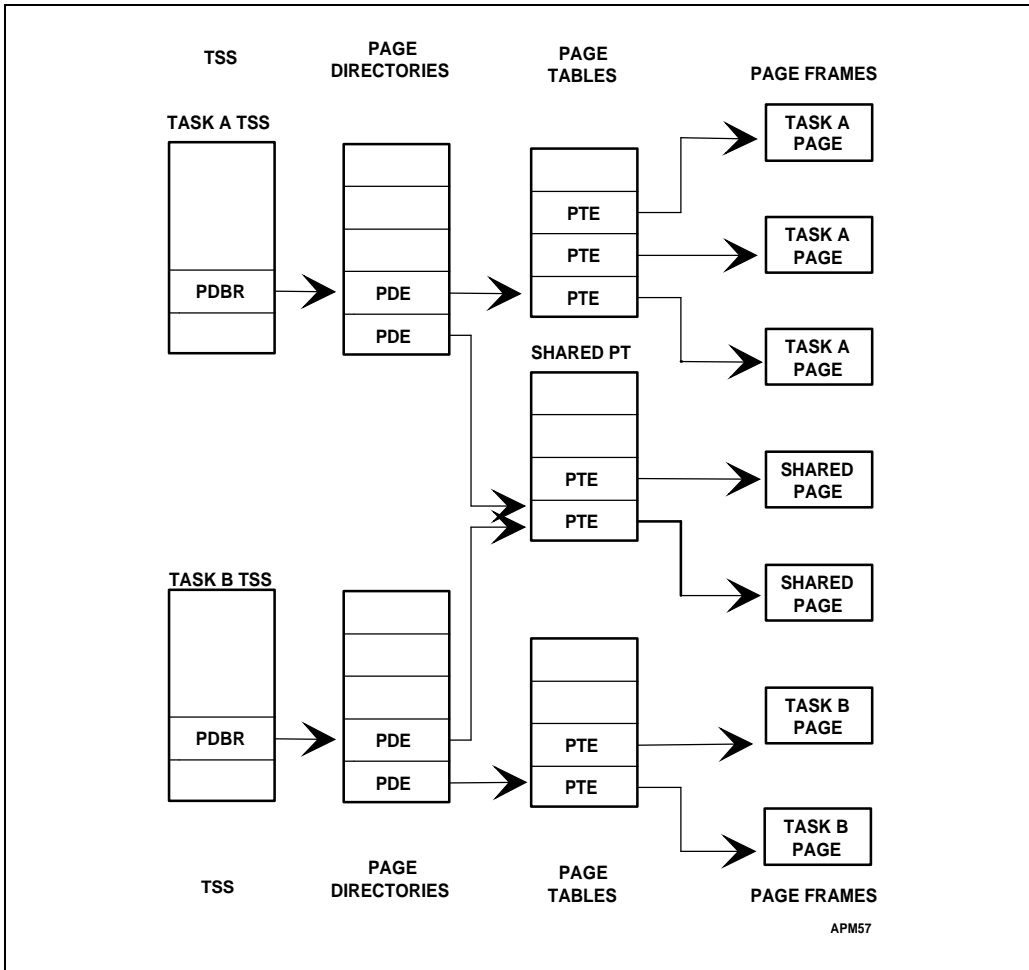 TSS
PAGE
DIRECTORIES
PAGE
TABLES
PAGE FRAMES
TASK A TSS
PDBR
PDE
PDE
PTE
PTE
PTE
TASK A
PAGE
TASK A
PAGE
TASK A
PAGE
SHARED PT
PTE
PTE
SHARED
PAGE
SHARED
PAGE
TASK B TSS
PDBR
PDE
PDE
PTE
PTE
TASK B
PAGE
TASK B
PAGE
TSS
PAGE
DIRECTORIES
PAGE
TABLES
PAGE FRAMES
APM57